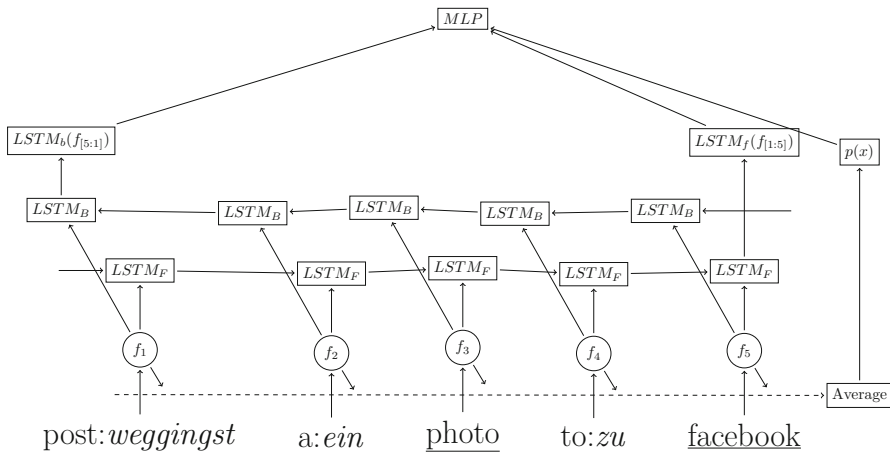 MLP
LSTM_b(f_{[5:1]}) LSTM_f(f_{[1:5]}) p(x)
LSTM_B LSTM_B LSTM_B LSTM_B LSTM_B
LSTM_F LSTM_F LSTM_F LSTM_F LSTM_F
f_1 f_2 f_3 f_4 f_5
Average
post:weggingst a:ein photo to:zu facebook